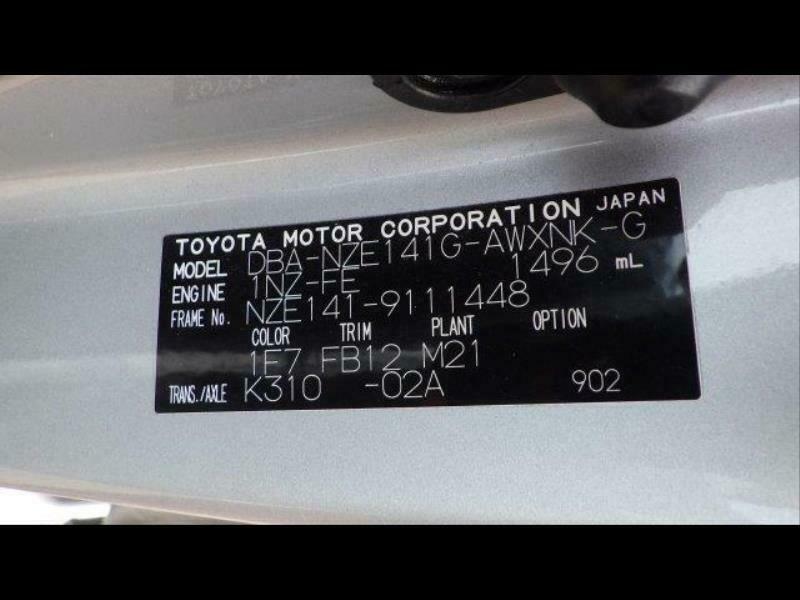 TOYOTA MOTOR CORPORATION JAPAN
MODEL DBA-NZE141G-AWXNK-G
ENGINE 1NZ-FE 1496 mL
FRAME No. NZE141-9111448
COLOR TRIM PLANT OPTION
1E7 FB12 M21
TRANS./AXLE K310 -02A 902